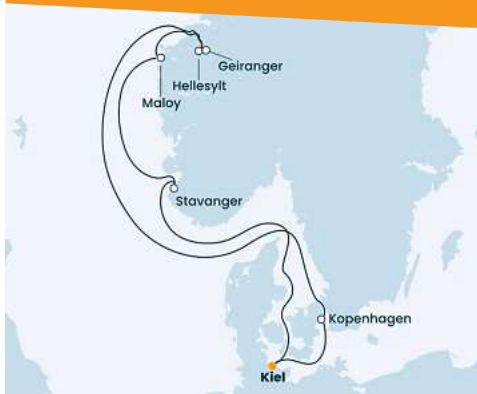 Geiranger
Hellesylt
Maloy
Stavanger
Kopenhagen
Kiel